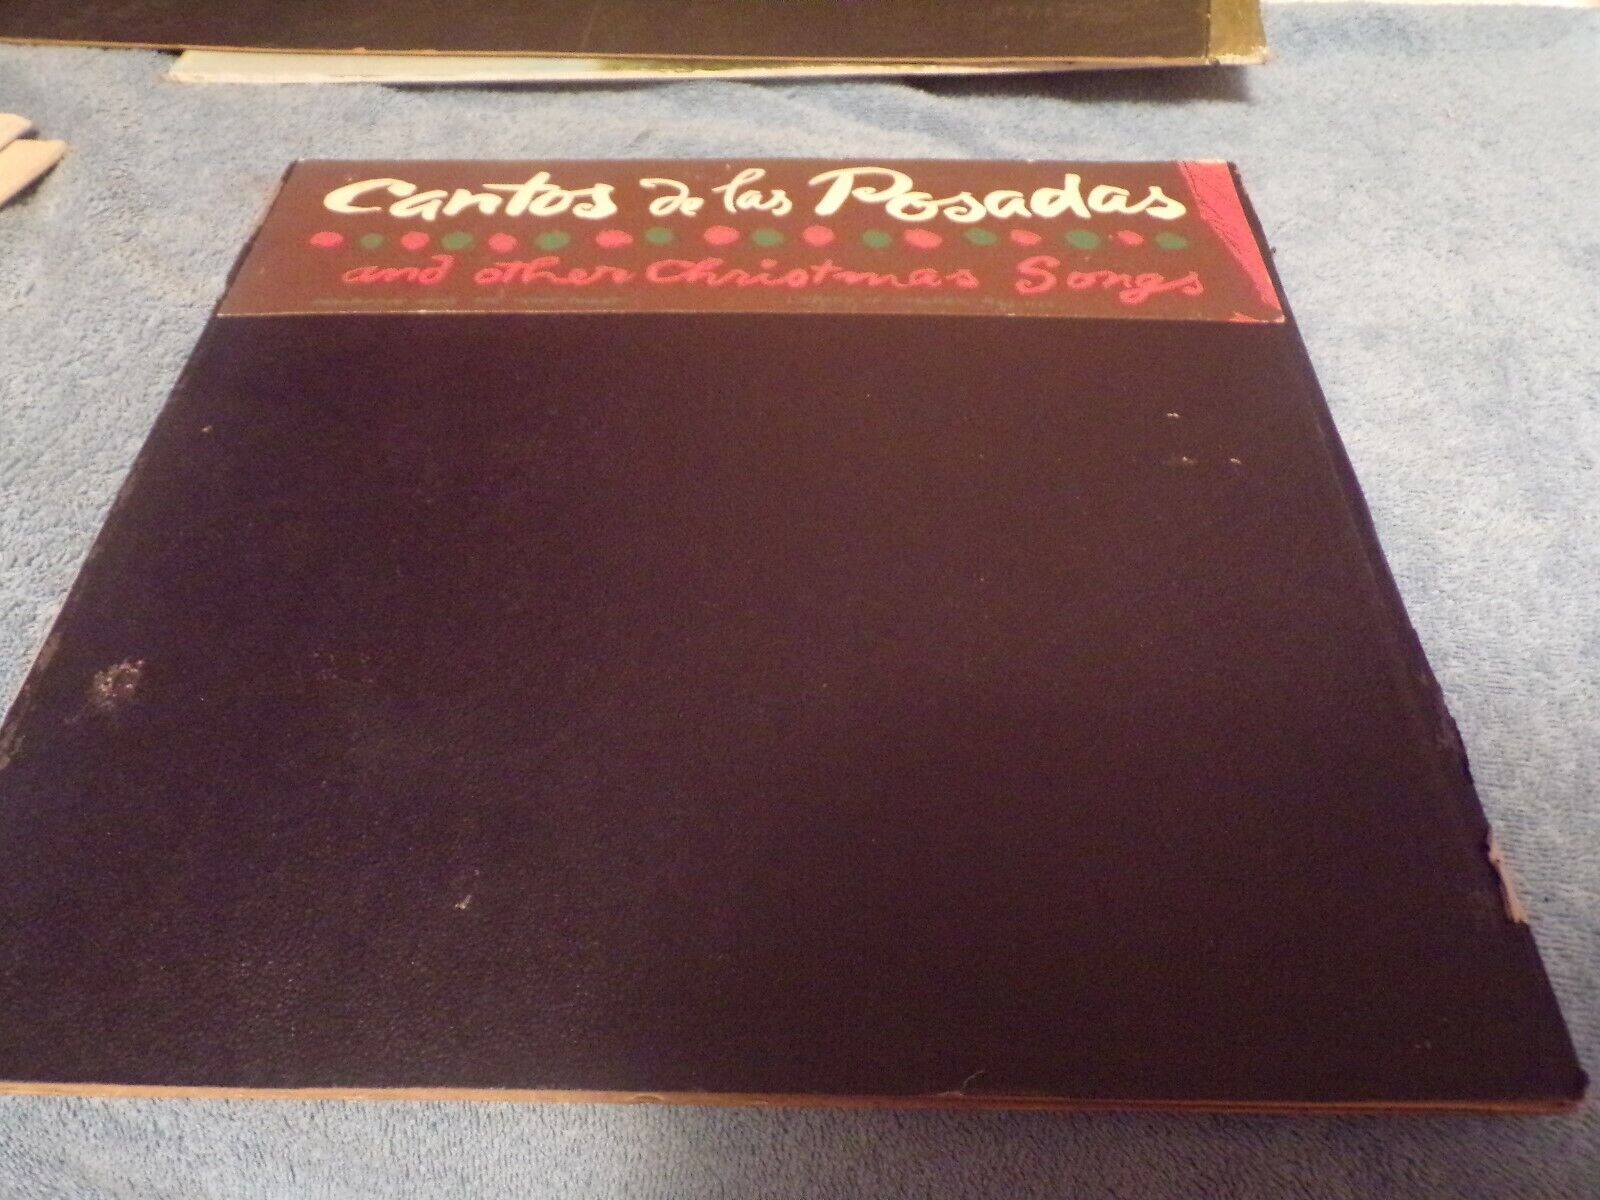 Cantos de las Posadas
and other Christmas Songs